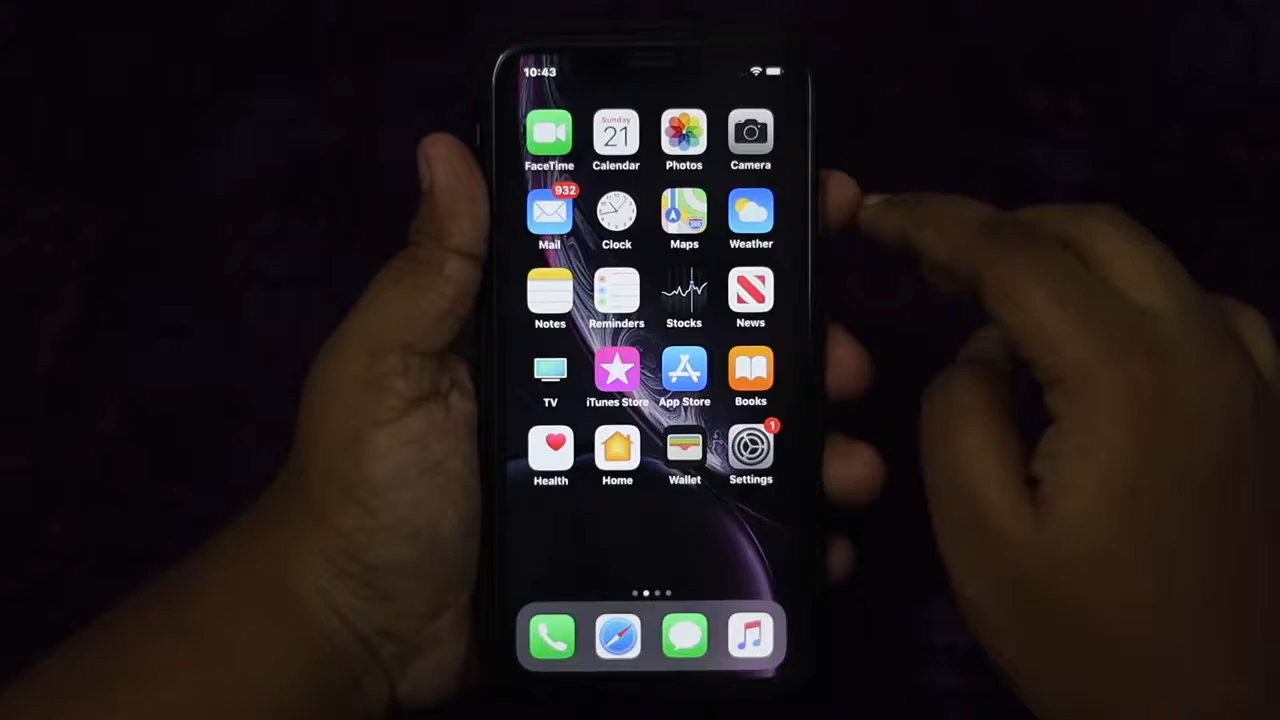 10:43
Sunday
21
FaceTime Calendar Photos Camera
932
Mail Clock Maps Weather
Notes Reminders Stocks News
TV iTunes Store App Store Books
1
Health Home Wallet Settings